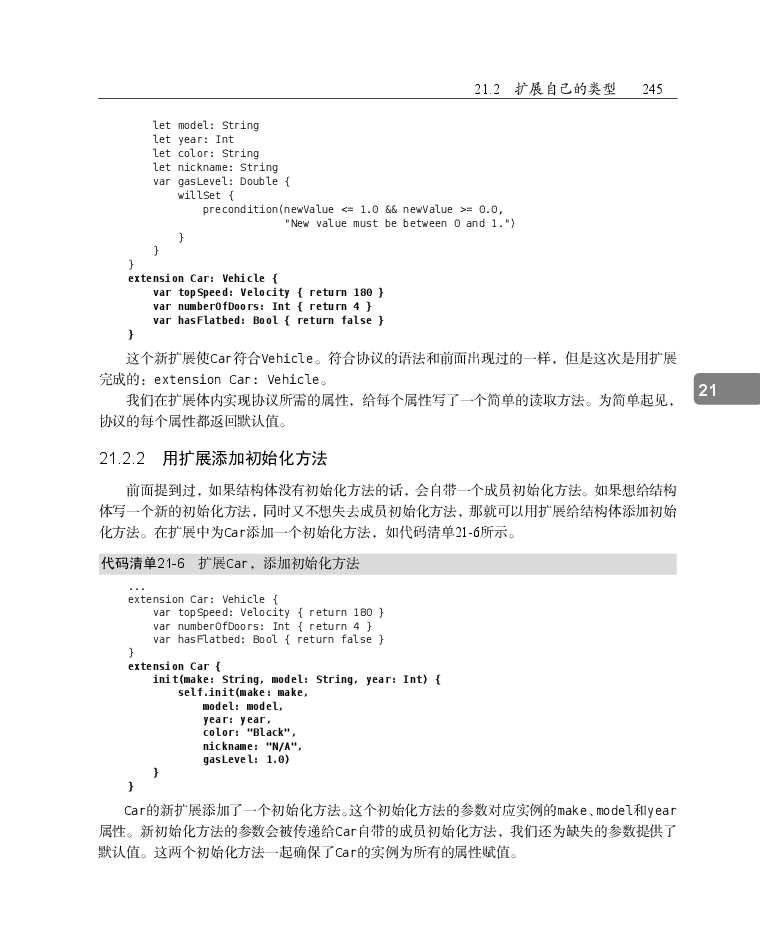 21.2 扩展自己的类型 245
let model: String
let year: Int
let color: String
let nickname: String
var gasLevel: Double {
willSet {
precondition(newValue <= 1.0 && newValue >= 0.0,
"New value must be between 0 and 1.")
}
}
}
extension Car: Vehicle {
var topSpeed: Velocity { return 180 }
var numberOfDoors: Int { return 4 }
var hasFlatbed: Bool { return false }
}
这个新扩展使Car符合Vehicle。符合协议的语法和前面出现过的一样，但是这次是用扩展
完成的：extension Car: Vehicle。
21
我们在扩展体内实现协议所需的属性，给每个属性写了一个简单的读取方法。为简单起见，
协议的每个属性都返回默认值。
21.2.2 用扩展添加初始化方法
前面提到过，如果结构体没有初始化方法的话，会自带一个成员初始化方法。如果想给结构
体写一个新的初始化方法，同时又不想失去成员初始化方法，那就可以用扩展给结构体添加初始
化方法。在扩展中为Car添加一个初始化方法，如代码清单21-6所示。
代码清单21-6 扩展Car，添加初始化方法
...
extension Car: Vehicle {
var topSpeed: Velocity { return 180 }
var numberOfDoors: Int { return 4 }
var hasFlatbed: Bool { return false }
}
extension Car {
init(make: String, model: String, year: Int) {
self.init(make: make,
model: model,
year: year,
color: "Black",
nickname: "N/A",
gasLevel: 1.0)
}
}
Car的新扩展添加了一个初始化方法。这个初始化方法的参数对应实例的make、model和year
属性。新初始化方法的参数会被传递给Car自带的成员初始化方法，我们还为缺失的参数提供了
默认值。这两个初始化方法一起确保了Car的实例为所有的属性赋值。